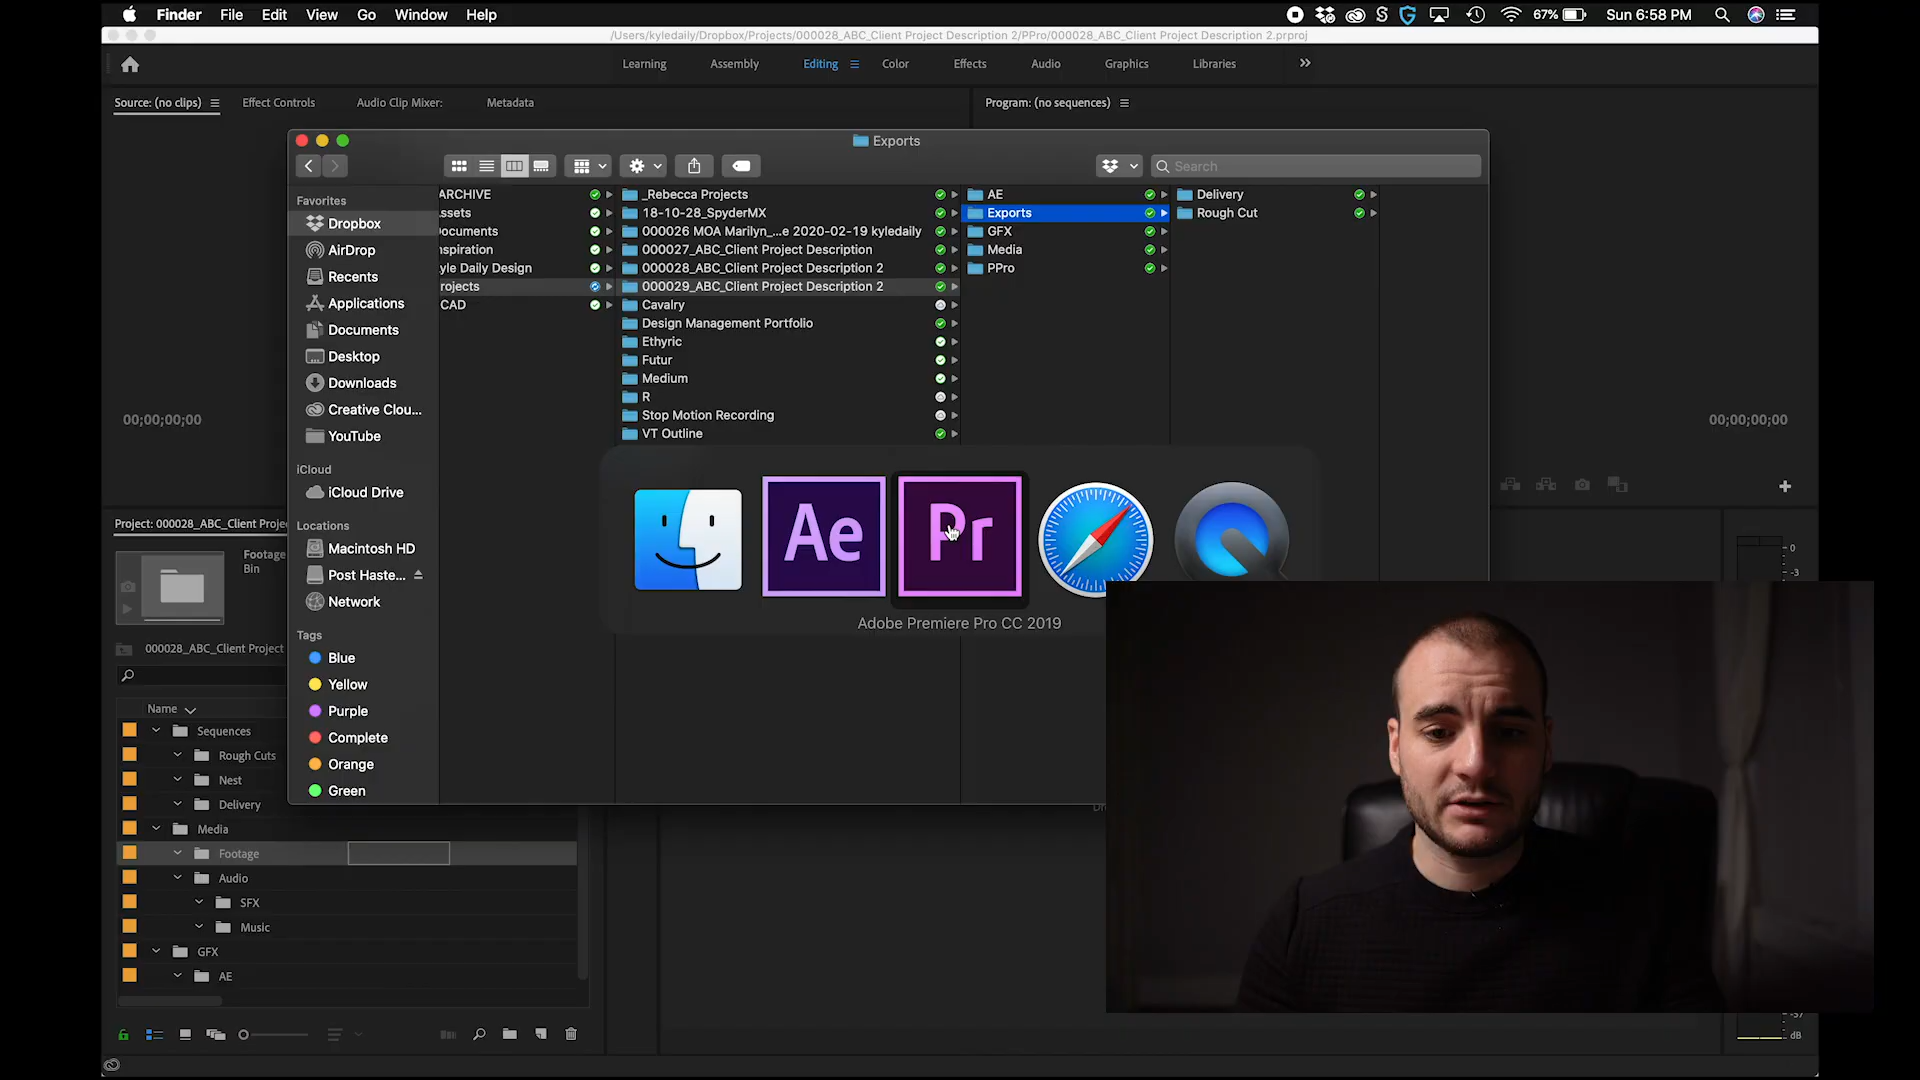 Finder File Edit View Go Window Help
67% Sun 6:58 PM
/Users/kyledaily/Dropbox/Projects/000028_ABC_Client Project Description 2/PPro/000028_ABC_Client Project Description 2.prproj
Learning Assembly Editing Color Effects Audio Graphics Libraries
Source: (no clips) Effect Controls Audio Clip Mixer: Metadata
Program: (no sequences)
Exports
Search
Favorites
Dropbox
AirDrop
Recents
Applications
Documents
Desktop
Downloads
Creative Clou...
YouTube
iCloud
iCloud Drive
Locations
Macintosh HD
Post Haste...
Network
Tags
Blue
Yellow
Purple
Complete
Orange
Green
ARCHIVE
ssets
ocuments
nspiration
yle Daily Design
rojects
CAD
_Rebecca Projects
18-10-28_SpyderMX
000026 MOA Marilyn_...e 2020-02-19 kyledaily
000027_ABC_Client Project Description
000028_ABC_Client Project Description 2
000029_ABC_Client Project Description 2
Cavalry
Design Management Portfolio
Ethyric
Futur
Medium
R
Stop Motion Recording
VT Outline
AE
Exports
GFX
Media
PPro
Delivery
Rough Cut
00;00;00;00
00;00;00;00
Ae
Pr
Adobe Premiere Pro CC 2019
Project: 000028_ABC_Client Proje
Footage
Bin
000028_ABC_Client Project
Name
Sequences
Rough Cuts
Nest
Delivery
Media
Footage
Audio
SFX
Music
GFX
AE
0
-3
dB